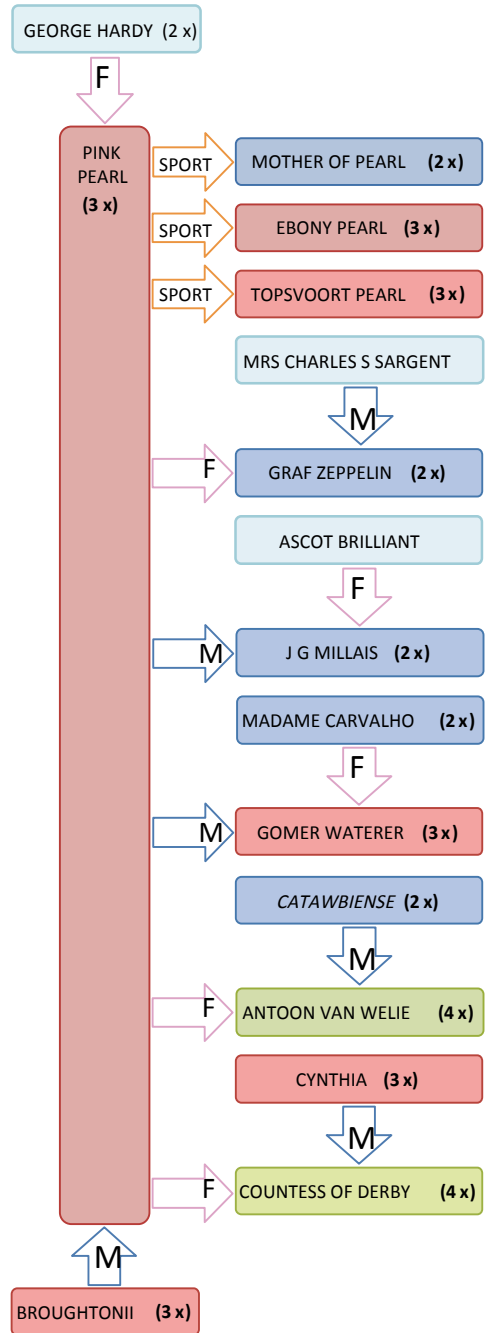 GEORGE HARDY (2 x)
F
PINK
PEARL
(3 x)
SPORT
MOTHER OF PEARL (2 x)
SPORT
EBONY PEARL (3 x)
SPORT
TOPSVOORT PEARL (3 x)
MRS CHARLES S SARGENT
M
F
GRAF ZEPPELIN (2 x)
ASCOT BRILLIANT
F
M
J G MILLAIS (2 x)
MADAME CARVALHO (2 x)
F
M
GOMER WATERER (3 x)
CATAWBIENSE (2 x)
M
F
ANTOON VAN WELIE (4 x)
CYNTHIA (3 x)
M
F
COUNTESS OF DERBY (4 x)
M
BROUGHTONII (3 x)